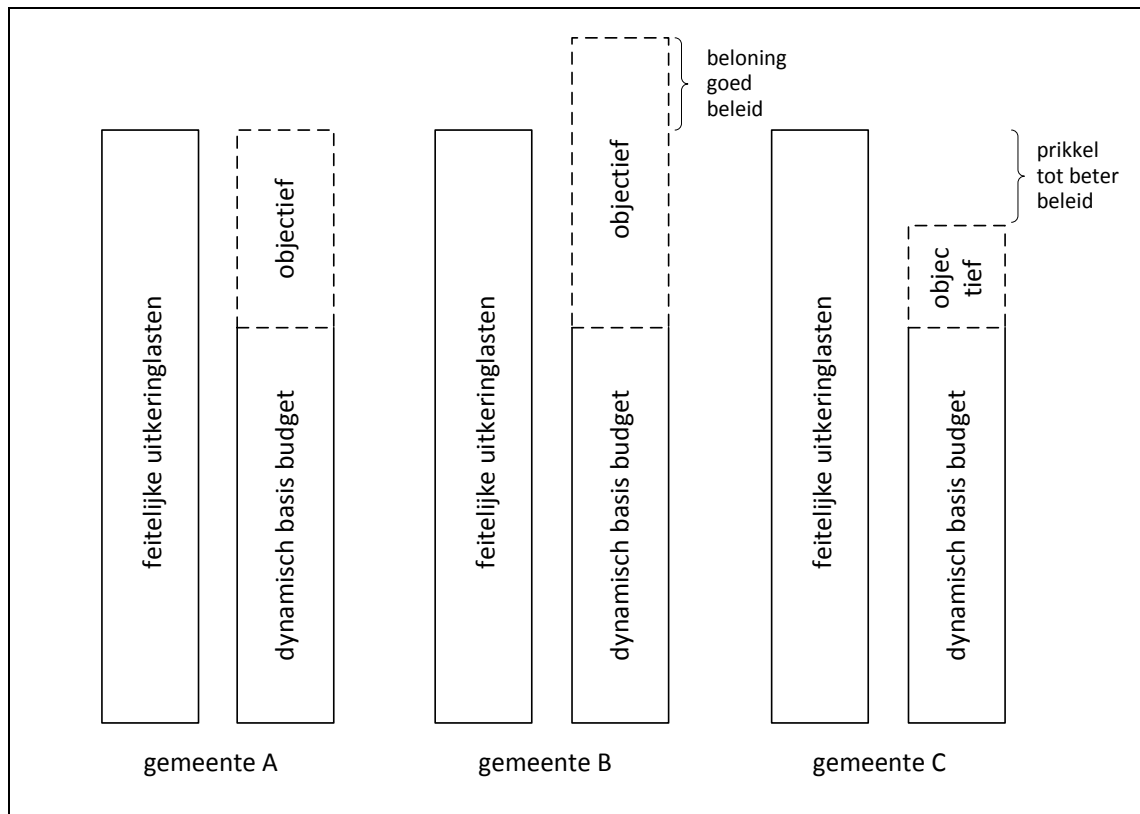 feitelijke uitkeringlasten
objectief
dynamisch basis budget
gemeente A
feitelijke uitkeringlasten
objectief
dynamisch basis budget
beloning
goed
beleid
gemeente B
feitelijke uitkeringlasten
objec
tief
dynamisch basis budget
prikkel
tot beter
beleid
gemeente C